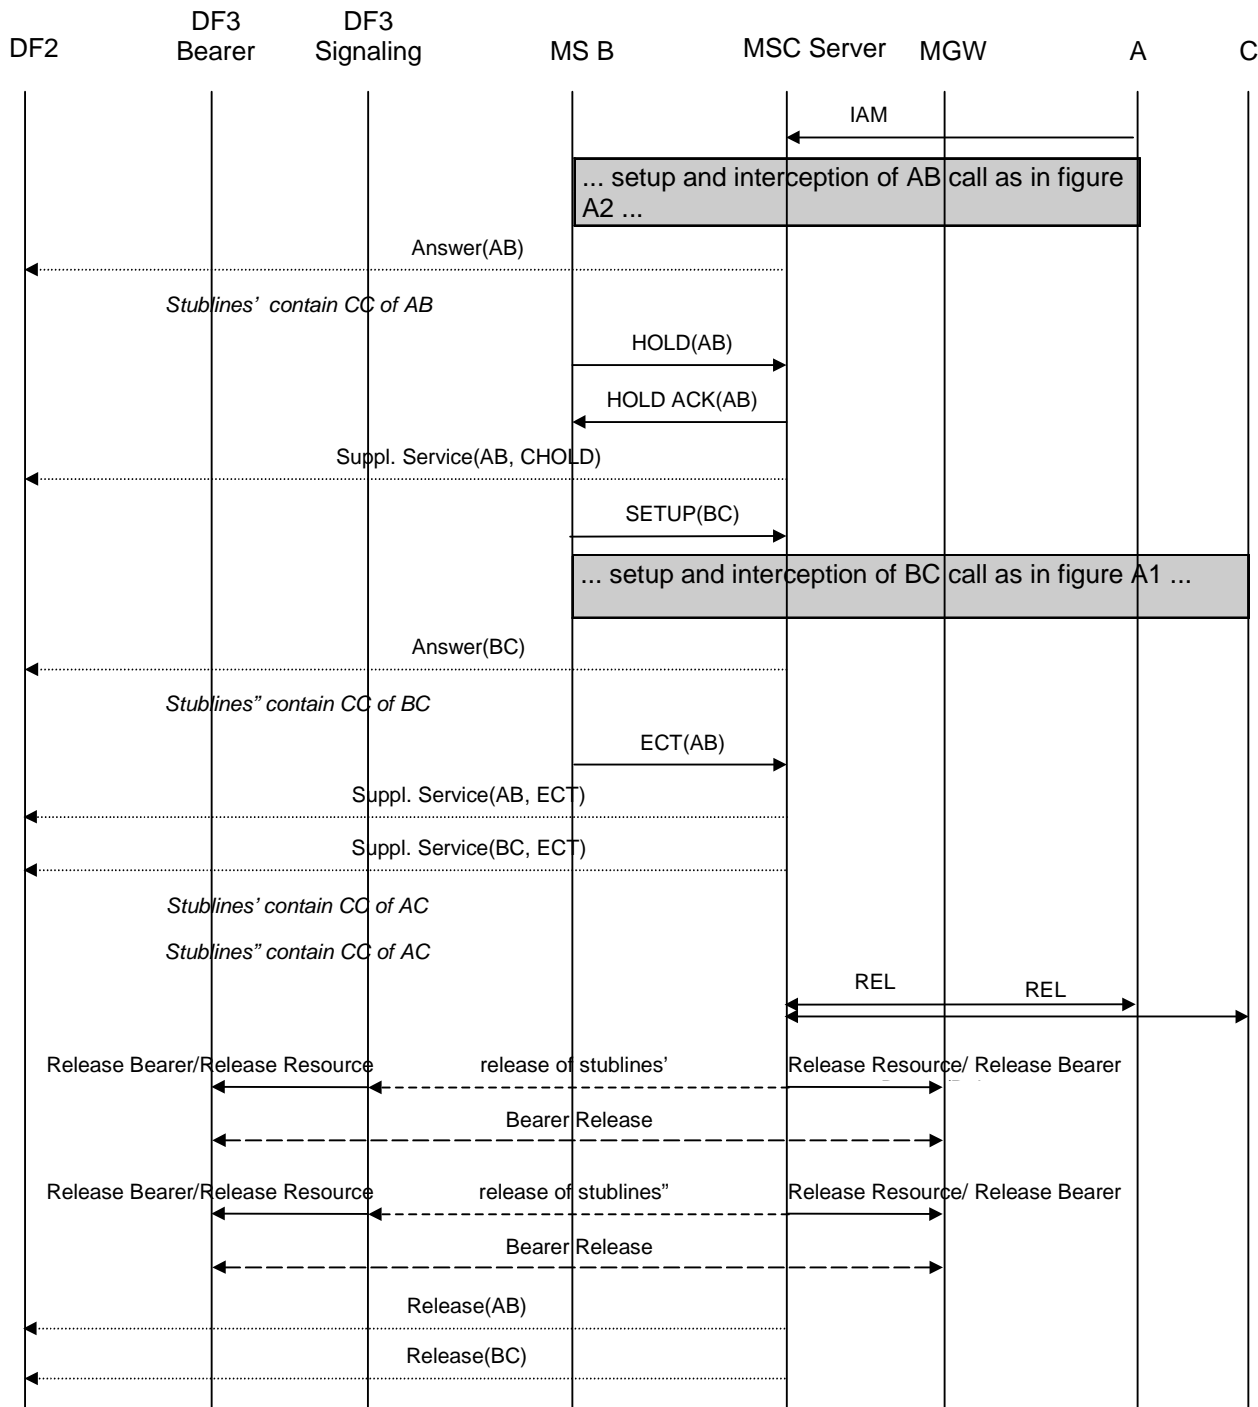 DF2
DF3
Bearer
DF3
Signaling
MS B
MSC Server
MGW
A
C
IAM
... setup and interception of AB call as in figure
A2 ...
Answer(AB)
Stublines’ contain CC of AB
HOLD(AB)
HOLD ACK(AB)
Suppl. Service(AB, CHOLD)
SETUP(BC)
... setup and interception of BC call as in figure A1 ...
Answer(BC)
Stublines” contain CC of BC
ECT(AB)
Suppl. Service(AB, ECT)
Suppl. Service(BC, ECT)
Stublines’ contain CC of AC
Stublines” contain CC of AC
REL
REL
Release Bearer/Release Resource
release of stublines’
Release Resource/ Release Bearer
Bearer Release
Release Bearer/Release Resource
release of stublines”
Release Resource/ Release Bearer
Bearer Release
Release(AB)
Release(BC)